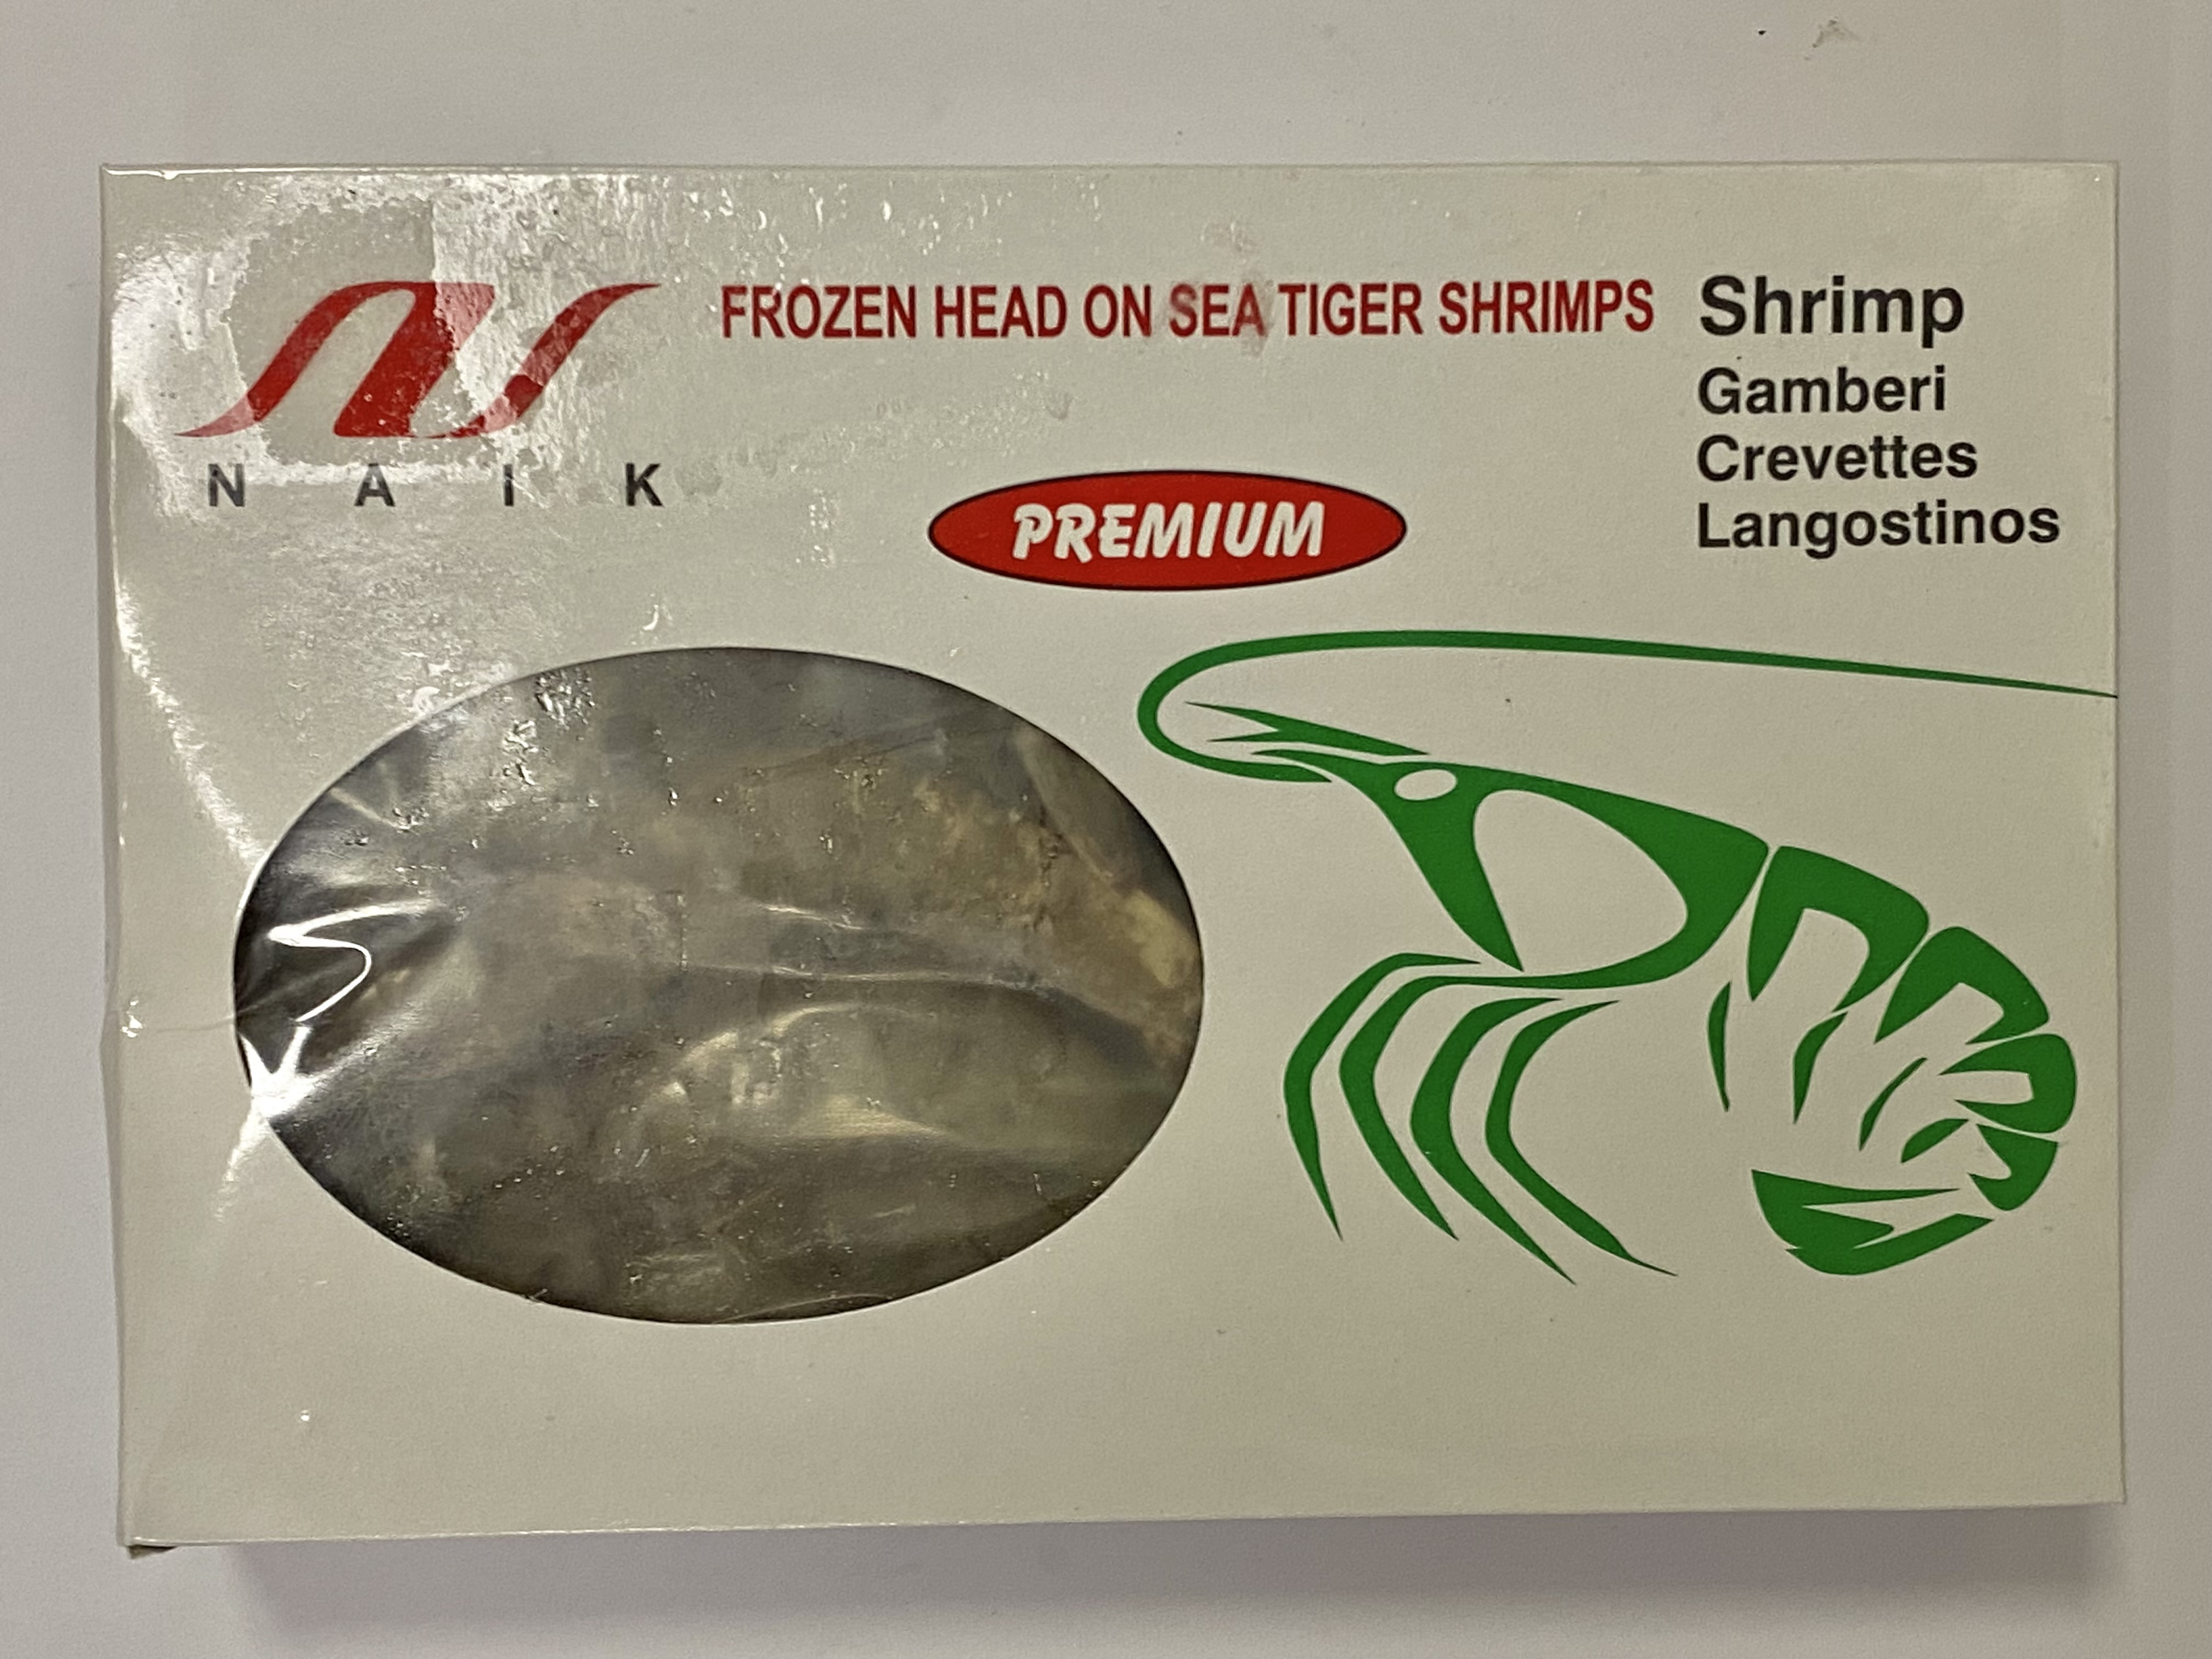 NAIK
FROZEN HEAD ON SEA TIGER SHRIMPS
PREMIUM
Shrimp
Gamberi
Crevettes
Langostinos